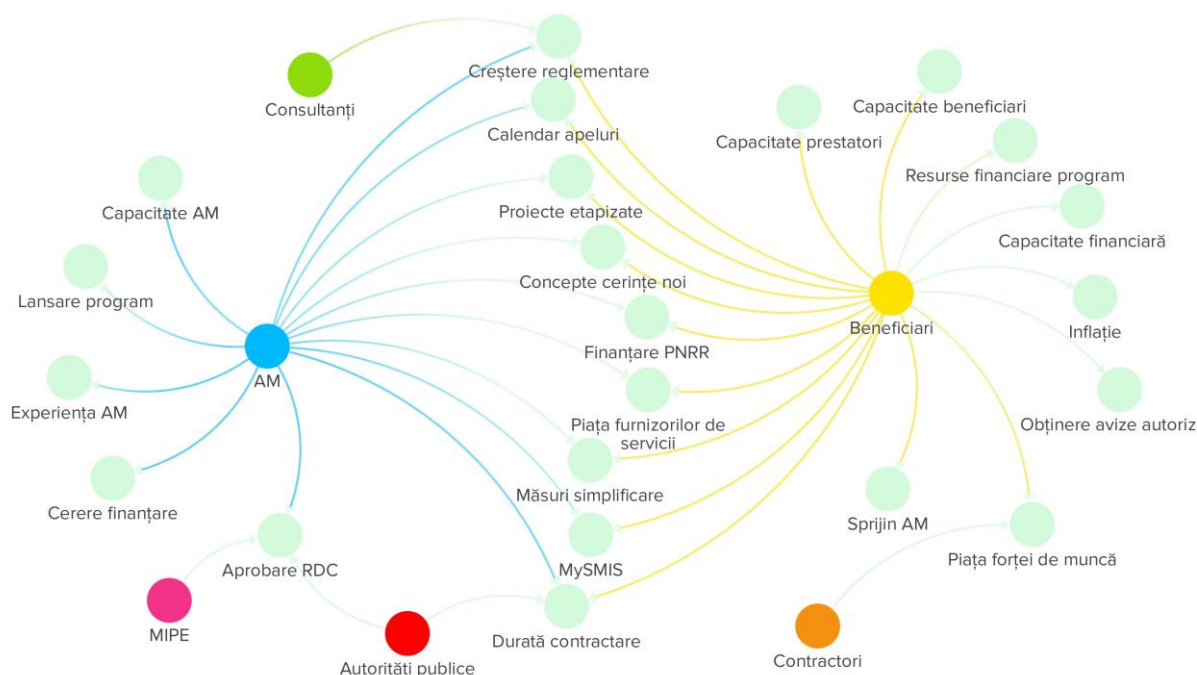 Creștere reglementare
Consultanți
Capacitate beneficiari
Calendar apeluri
Capacitate prestatori
Resurse financiare program
Capacitate AM
Proiecte etapizate
Capacitate financiară
Concepte cerințe noi
Lansare program
Beneficiari
Inflație
Finanțare PNRR
AM
Experiența AM
Piața furnizorilor de
servicii
Obținere avize autoriz
Măsuri simplificare
Cerere finanțare
Sprijin AM
Piața forței de muncă
Aprobare RDC
MySMIS
MIPE
Durată contractare
Autorități publice
Contractori